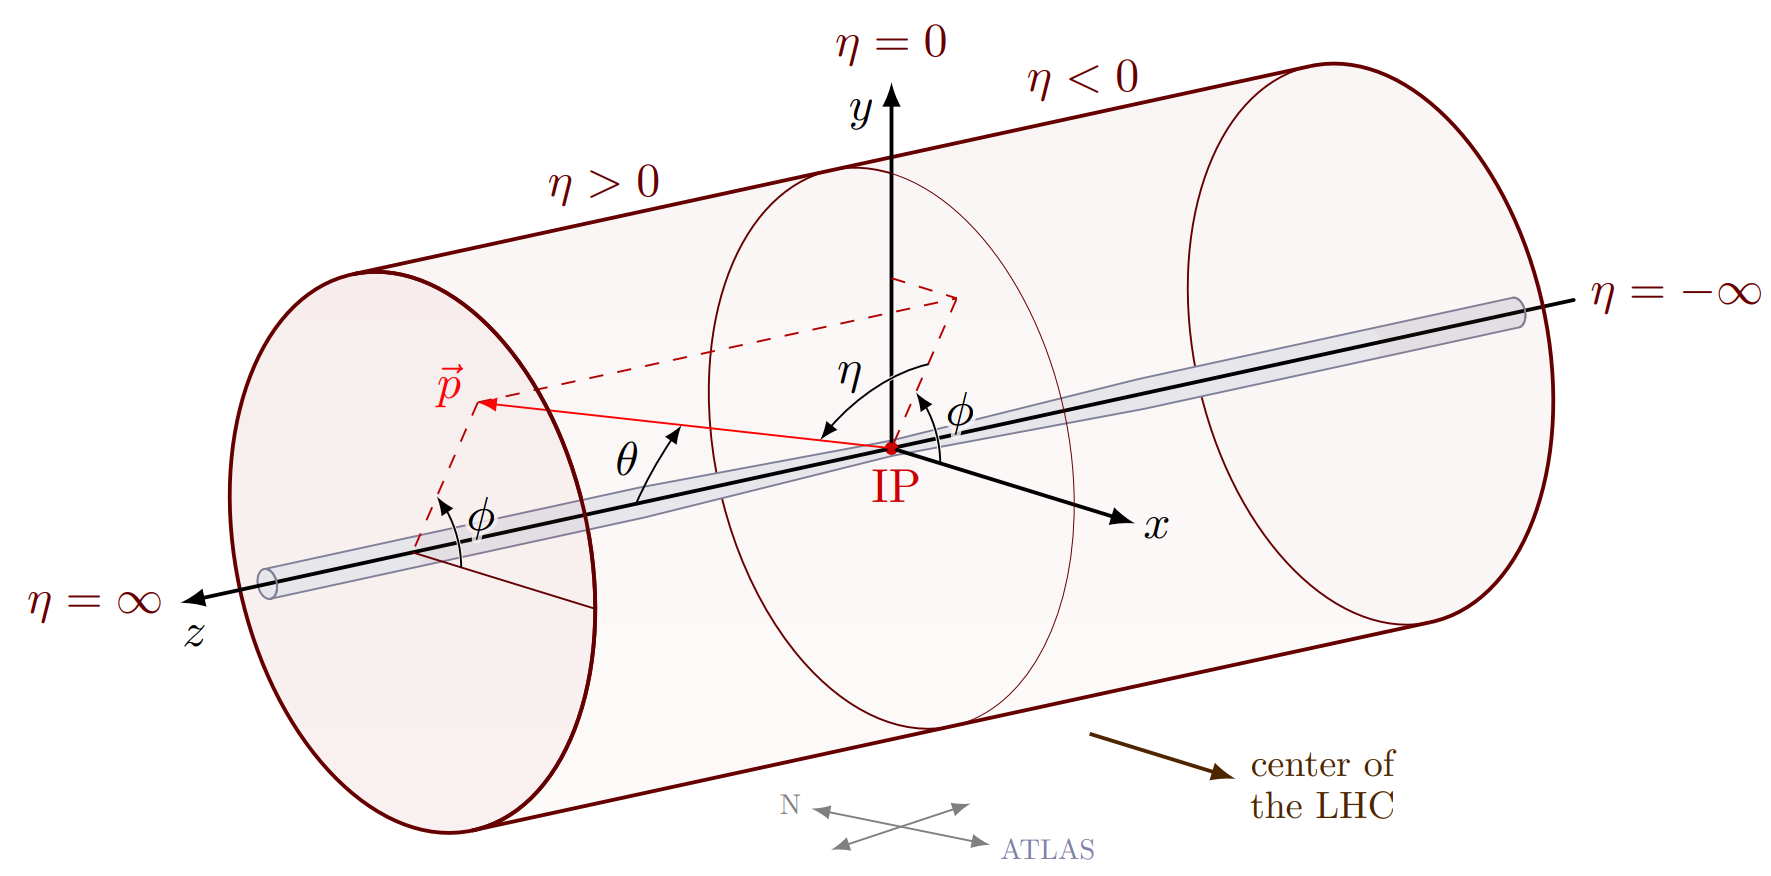 η = 0
η < 0
y
η > 0
η = −∞
η
p⃗
ϕ
θ
IP
ϕ
x
η = ∞
z
center of
the LHC
N
ATLAS